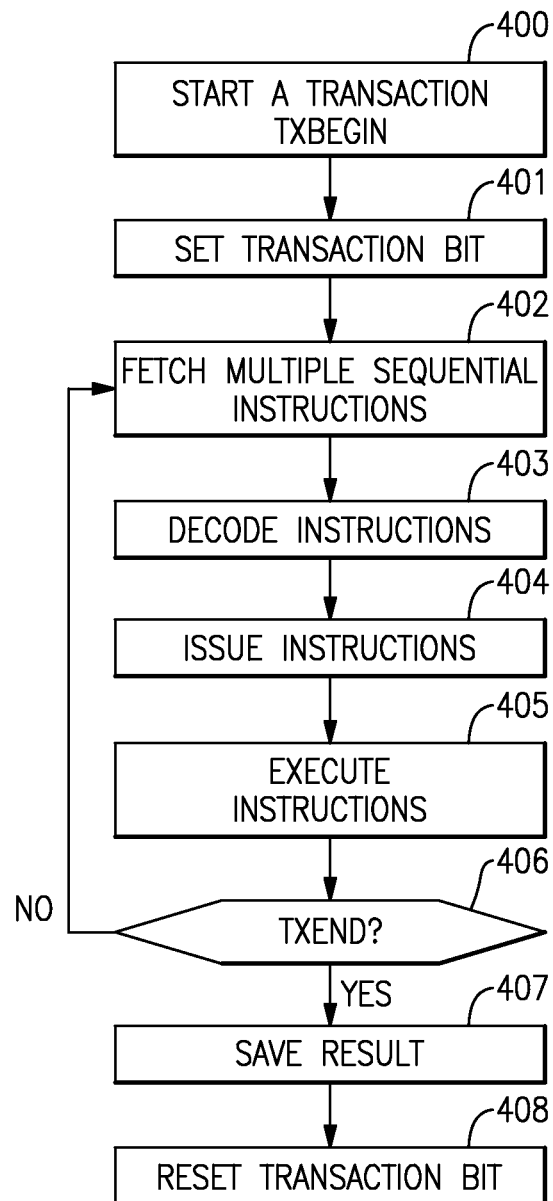 400
START A TRANSACTION
TXBEGIN
401
SET TRANSACTION BIT
402
FETCH MULTIPLE SEQUENTIAL
INSTRUCTIONS
403
DECODE INSTRUCTIONS
404
ISSUE INSTRUCTIONS
405
EXECUTE
INSTRUCTIONS
406
NO
TXEND?
YES
407
SAVE RESULT
408
RESET TRANSACTION BIT